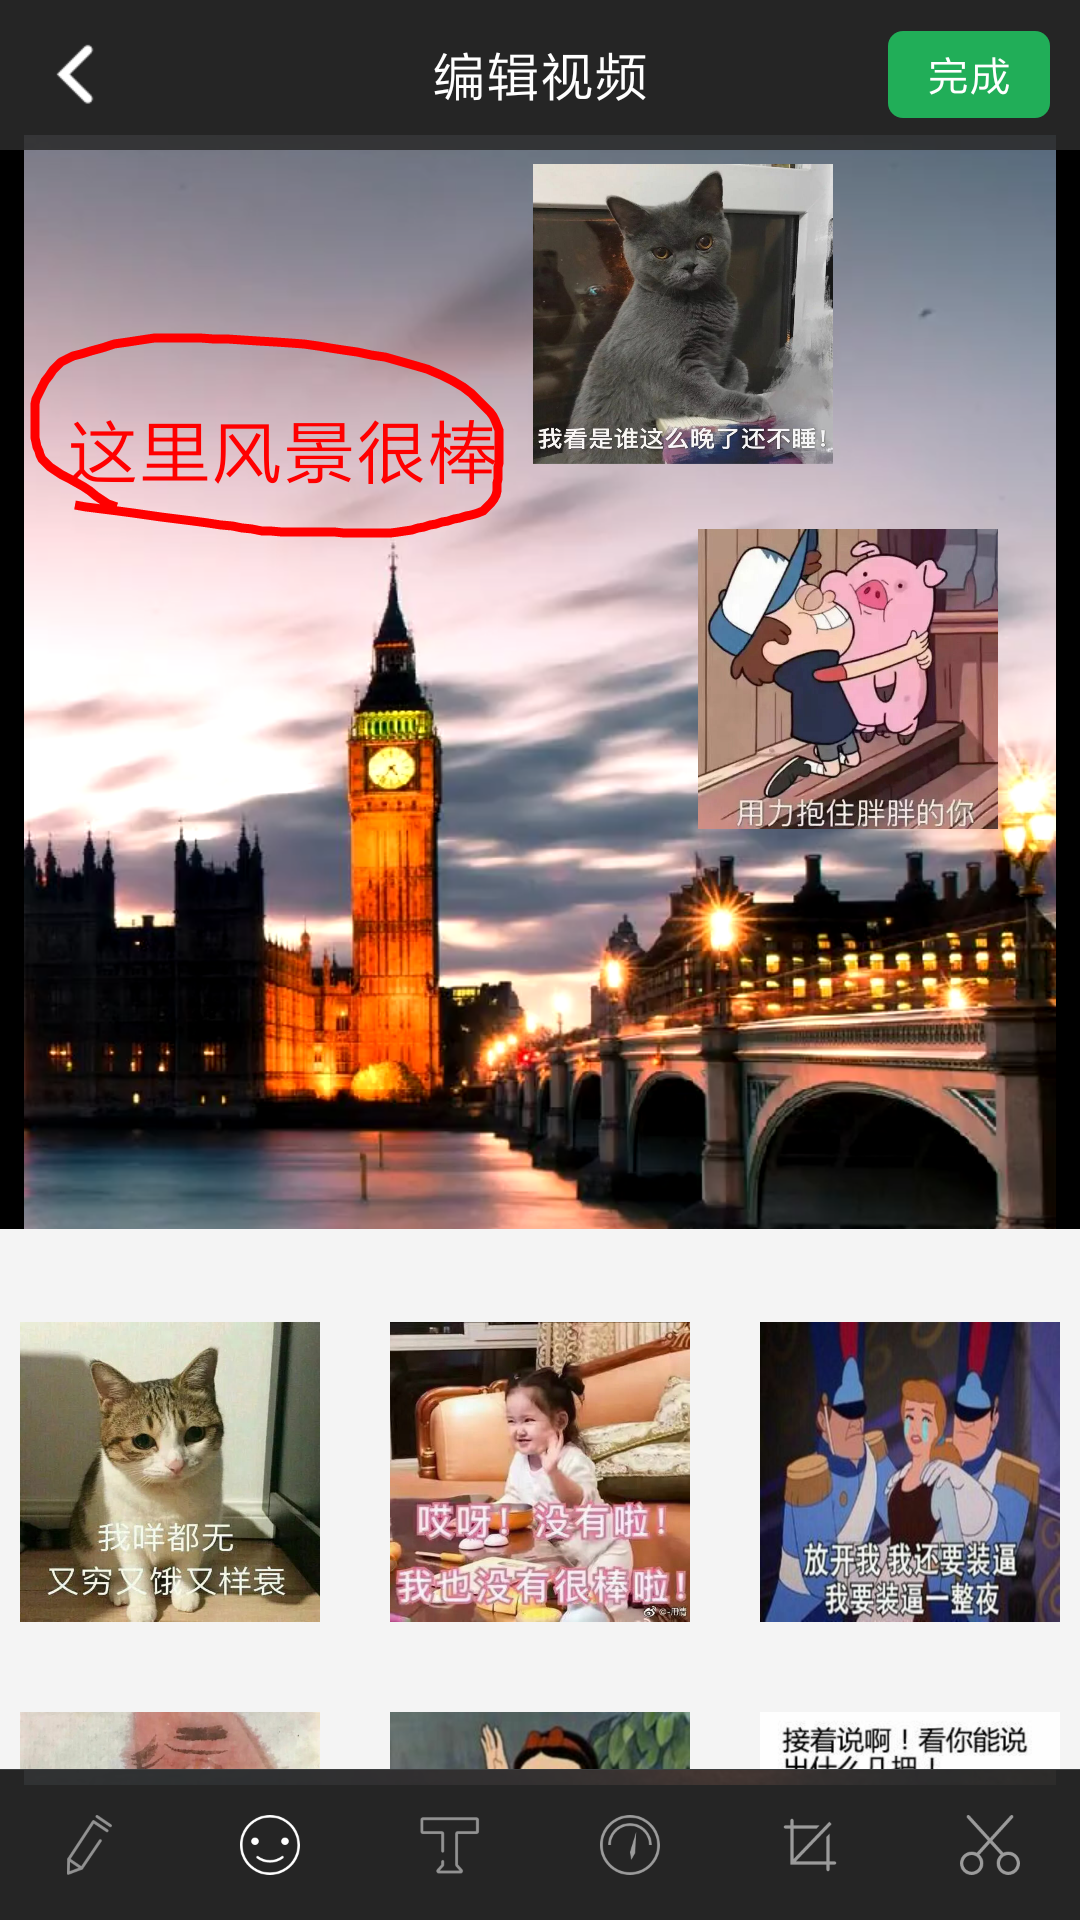 编辑视频
完成
我看是谁这么晚了还不睡！
这里风景很棒
用力抱住胖胖的你
我咩都无
又穷又饿又样衰
哎呀！没有啦！
我也没有很棒啦！
放开我 我还要装逼
我要装逼一整夜
接着说啊！看你能说